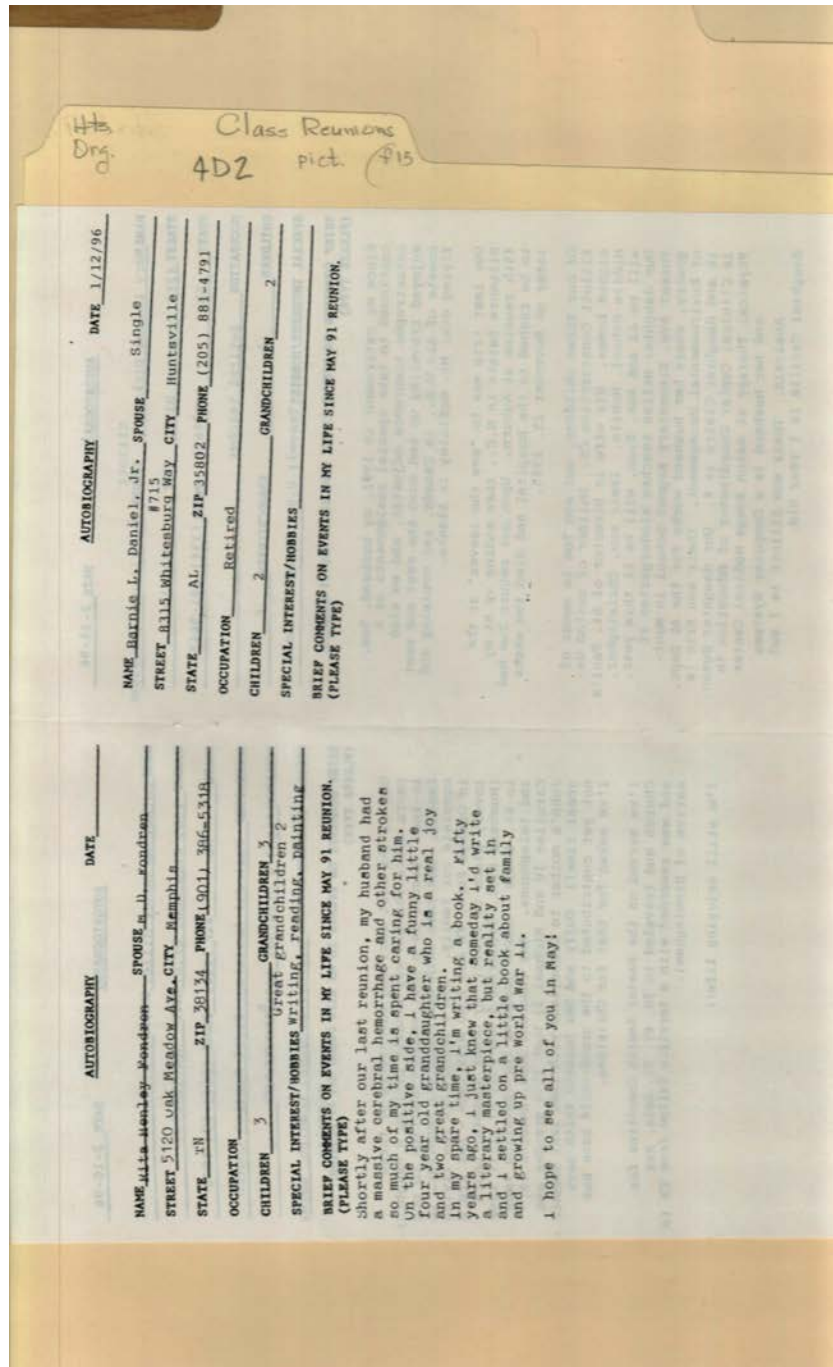 Hts. Class Reunions
Org. 4D2 pict. #15
AUTOBIOGRAPHY DATE
NAME Rita Henley Fondren SPOUSE M.D. Fondren
STREET 5120 Oak Meadow Ave. CITY Memphis
STATE TN ZIP 38134 PHONE (901) 386-5318
OCCUPATION
CHILDREN 3 GRANDCHILDREN 3
Great grandchildren 2
SPECIAL INTEREST/HOBBIES Writing, reading, painting
BRIEF COMMENTS ON EVENTS IN MY LIFE SINCE MAY 91 REUNION.
(PLEASE TYPE)
Shortly after our last reunion, my husband had
a massive cerebral hemorrhage and other strokes
so much of my time is spent caring for him.
On the positive side, I have a funny little
four year old granddaughter who is a real joy
and two great grandchildren.
In my spare time, I'm writing a book. Fifty
years ago, I just knew that someday I'd write
a literary masterpiece, but reality set in
and I settled on a little book about family
and growing up pre World War II.
I hope to see all of you in May!
AUTOBIOGRAPHY DATE 1/12/96
NAME Barnie L. Daniel, Jr. SPOUSE Single
#715
STREET 8115 Whitesburg Way CITY Huntsville
STATE AL ZIP 35802 PHONE (205) 881-4791
OCCUPATION Retired
CHILDREN 2 GRANDCHILDREN 2
SPECIAL INTEREST/HOBBIES
BRIEF COMMENTS ON EVENTS IN MY LIFE SINCE MAY 91 REUNION.
(PLEASE TYPE)